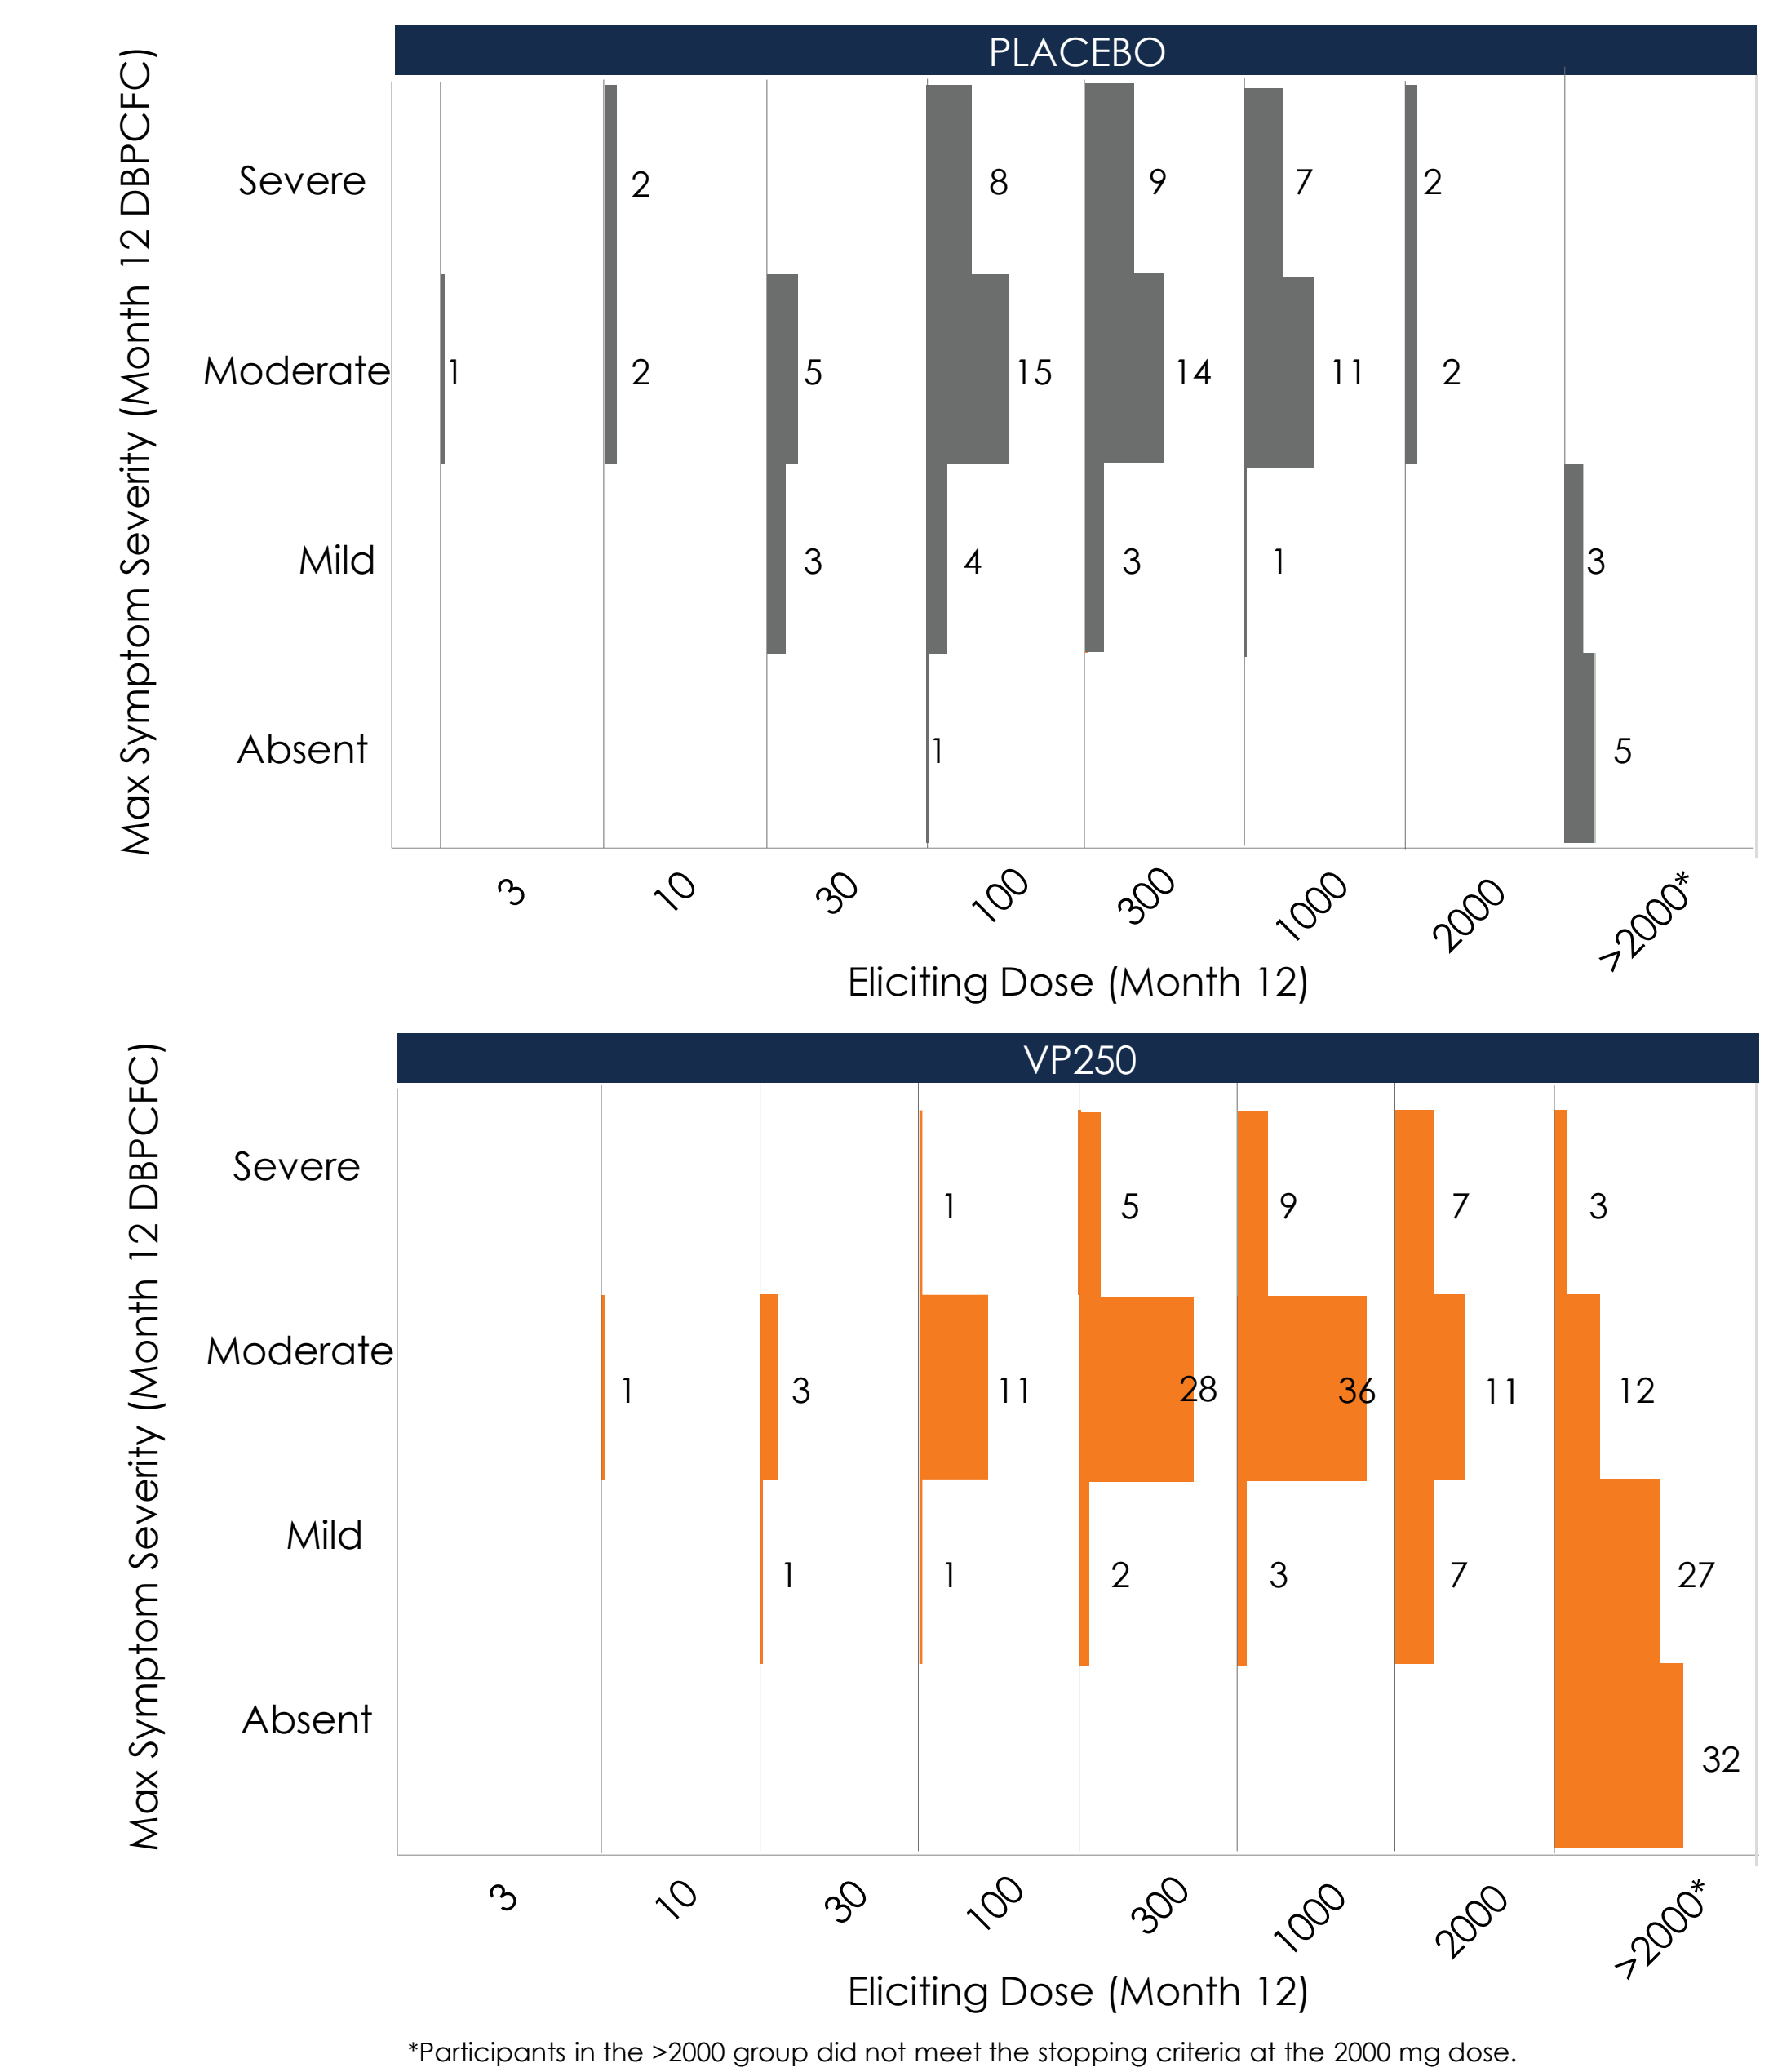 PLACEBO
Max Symptom Severity (Month 12 DBPCFC)
Severe 2 8 9 7 2
Moderate 1 2 5 15 14 11 2
Mild 3 4 3 1 3
Absent 1 5
3 10 30 100 300 1000 2000 >2000*
Eliciting Dose (Month 12)
VP250
Max Symptom Severity (Month 12 DBPCFC)
Severe 1 5 9 7 3
Moderate 1 3 11 28 36 11 12
Mild 1 1 2 3 7 27
Absent 32
3 10 30 100 300 1000 2000 >2000*
Eliciting Dose (Month 12)
*Participants in the >2000 group did not meet the stopping criteria at the 2000 mg dose.